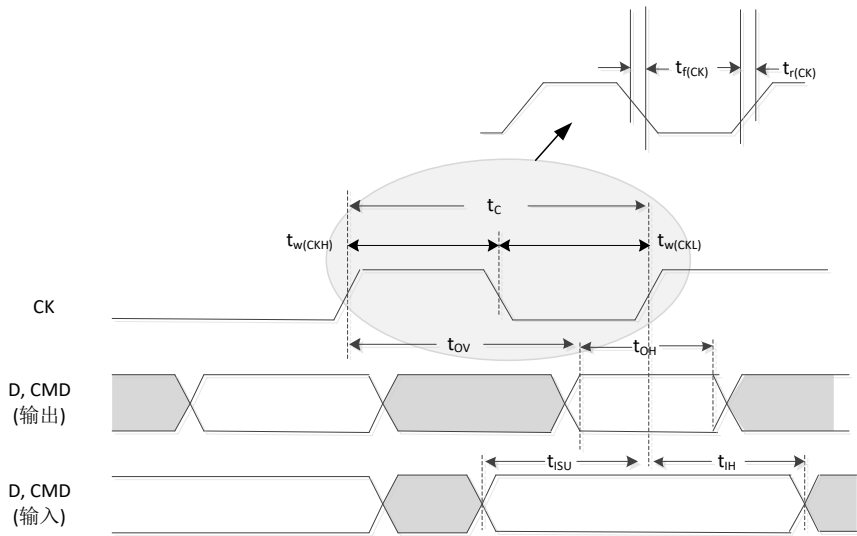 tf(CK)
tr(CK)
tC
tw(CKH)
tw(CKL)
CK
tOV
tOH
D, CMD
(输出)
tISU
tIH
D, CMD
(输入)